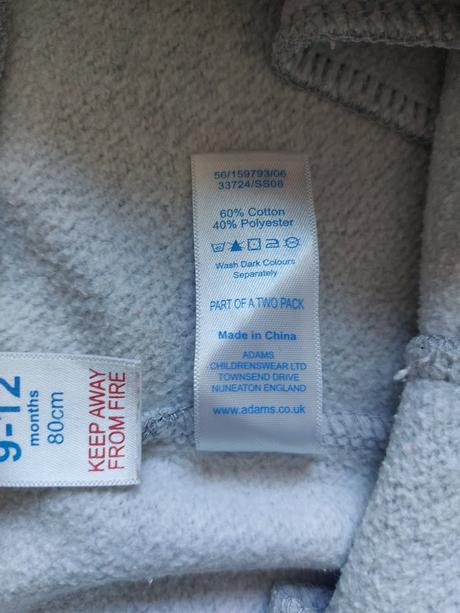 56/159793/06
33724/SS08
60% Cotton
40% Polyester
Wash Dark Colours
Separately
PART OF A TWO PACK
Made in China
ADAMS
CHILDRENSWEAR LTD
TOWNSEND DRIVE
NUNEATON ENGLAND
www.adams.co.uk
9-12
months
80cm
KEEP AWAY
FROM FIRE